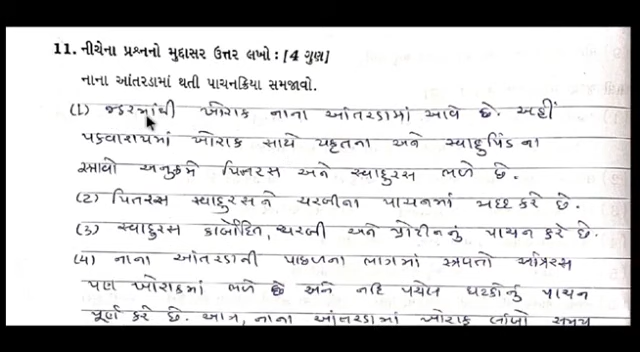 11. નીચેના પ્રશ્નનો મુદ્દાસર ઉત્તર લખો : [4 ગુણ]
નાના આંતરડામાં થતી પાચનક્રિયા સમજાવો.
(1) જઠરમાંથી ખોરાક નાના આંતરડામાં આવે છે. અહીં
પક્વાશયમાં ખોરાક સાથે યકૃતના અને સ્વાદુપિંડ ના
સ્રાવો અનુક્રમે પિત્તરસ અને સ્વાદુરસ ભળે છે.
(2) પિતરસ સ્વાદુરસને ચરબીના પાચનમાં મદદ કરે છે.
(3) સ્વાદુરસ કાર્બોદિત, ચરબી અને પ્રોટીનનું પાચન કરે છે.
(4) નાના આંતરડાની પાછળના ભાગમાં સ્ત્રવતો આંત્રરસ
પણ ખોરાકમાં ભળે છે અને નહિ પચેલ ઘટકોનું પાચન
પૂર્ણ કરે છે. આમ, નાના આંતરડામાં ખોરાક લાંબો સમય